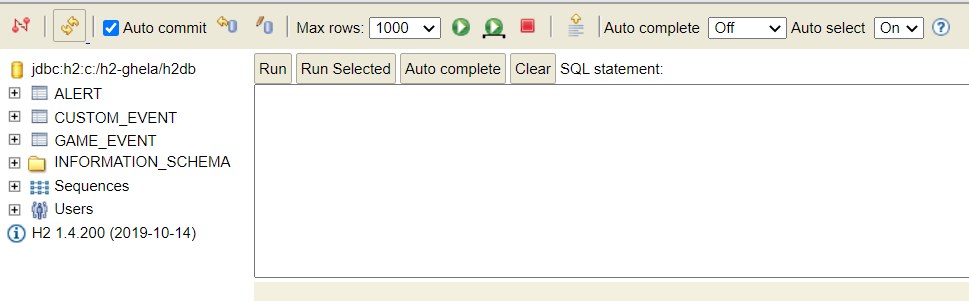 Auto commit Max rows: 1000 Auto complete Off Auto select On ?
jdbc:h2:c:/h2-ghela/h2db
Run Run Selected Auto complete Clear SQL statement:
ALERT
CUSTOM_EVENT
GAME_EVENT
INFORMATION_SCHEMA
Sequences
Users
H2 1.4.200 (2019-10-14)